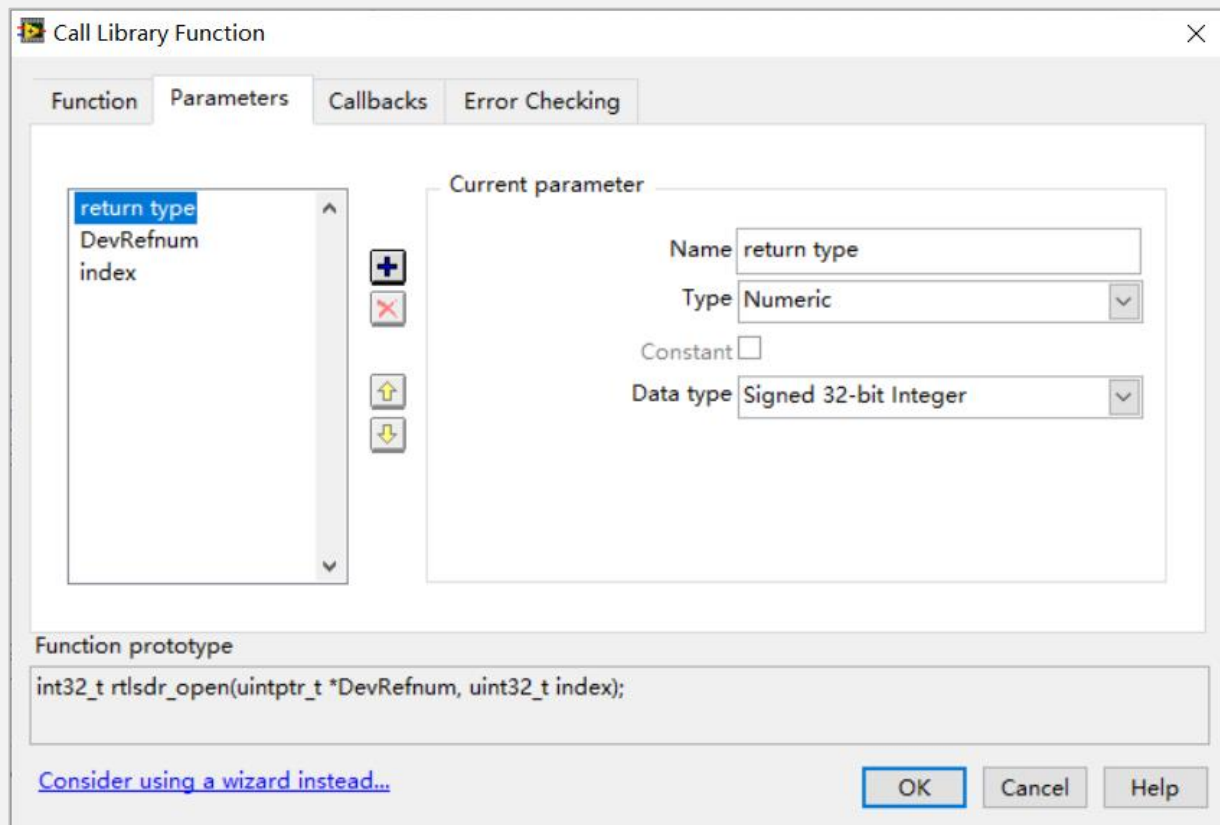 Call Library Function
Function Parameters Callbacks Error Checking
return type
DevRefnum
index
Current parameter
Name return type
Type Numeric
Constant
Data type Signed 32-bit Integer
Function prototype
int32_t rtlsdr_open(uintptr_t *DevRefnum, uint32_t index);
Consider using a wizard instead...
OK Cancel Help